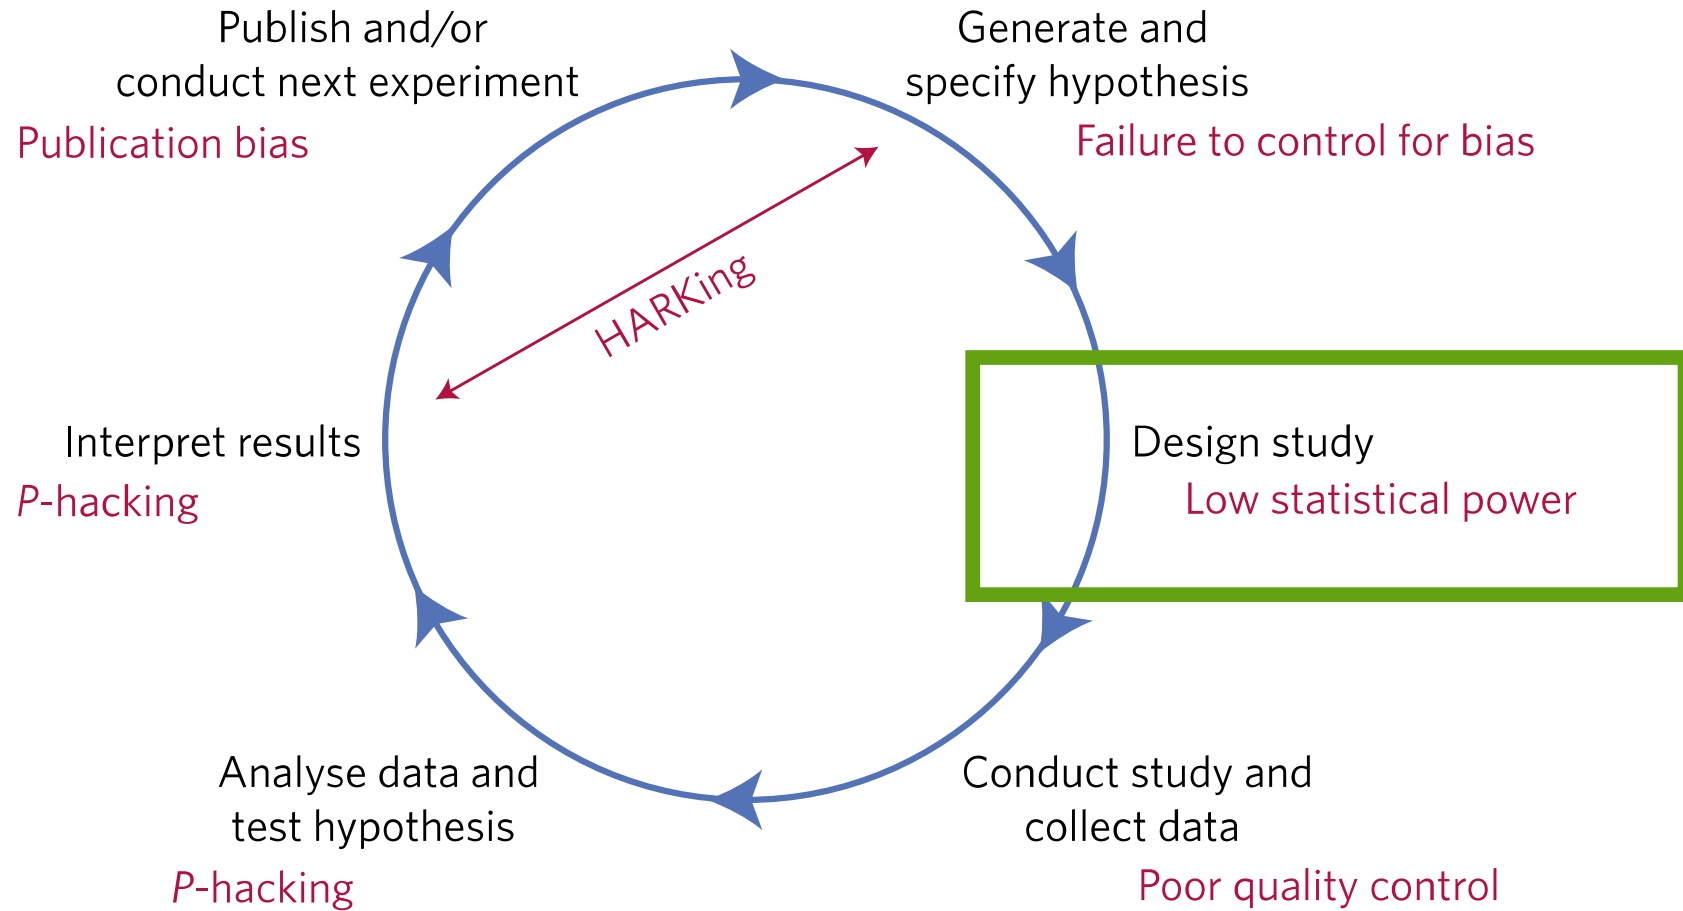 Publish and/or
conduct next experiment
Publication bias
Generate and
specify hypothesis
Failure to control for bias
HARKing
Interpret results
P-hacking
Design study
Low statistical power
Analyse data and
test hypothesis
P-hacking
Conduct study and
collect data
Poor quality control